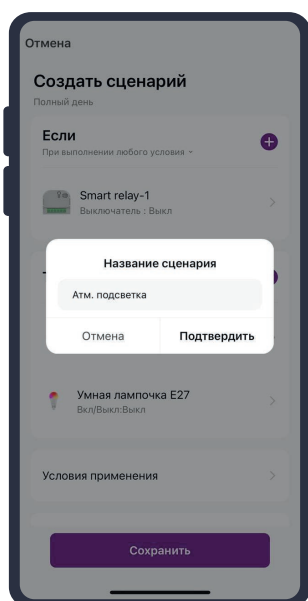 Отмена
Создать сценарий
Полный день
Если
При выполнении любого условия
Smart relay-1
Выключатель : Выкл
Название сценария
Атм. подсветка
Отмена Подтвердить
Умная лампочка E27
Вкл/Выкл:Выкл
Условия применения
Сохранить